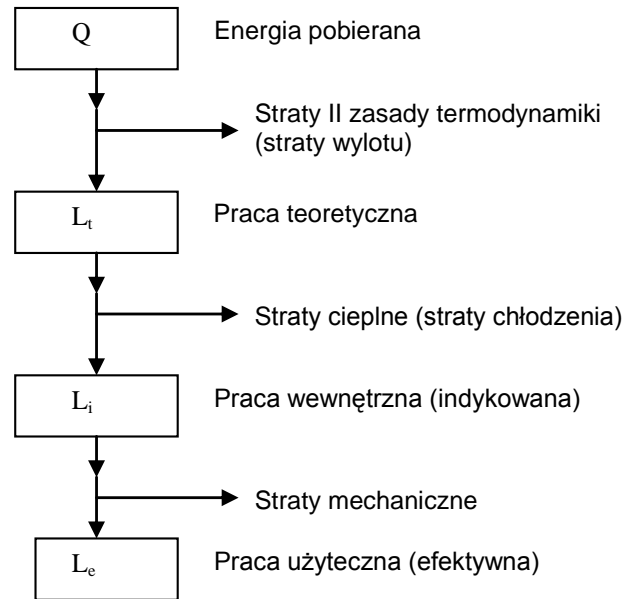 Q Energia pobierana
Straty II zasady termodynamiki
(straty wylotu)
Lt Praca teoretyczna
Straty cieplne (straty chłodzenia)
Li Praca wewnętrzna (indykowana)
Straty mechaniczne
Le Praca użyteczna (efektywna)